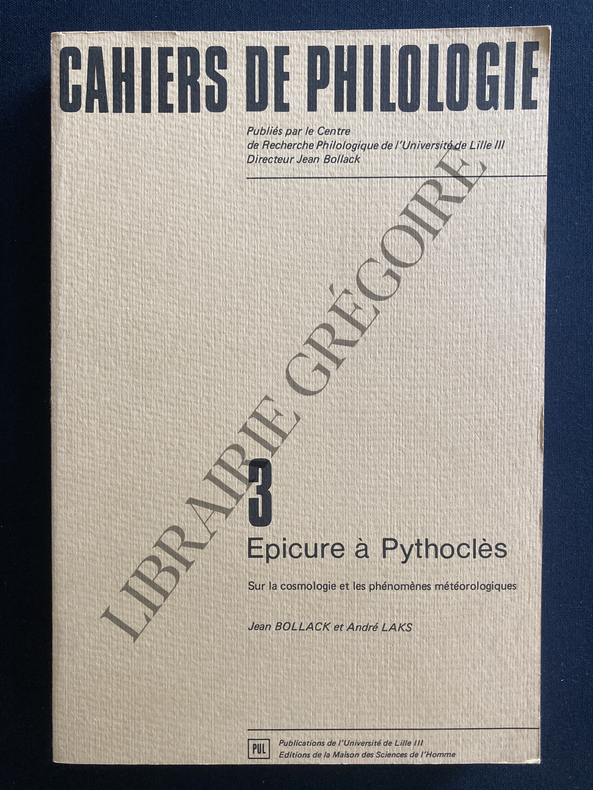 CAHIERS DE PHILOLOGIE
Publiés par le Centre
de Recherche Philologique de l'Université de Lille III
Directeur Jean Bollack
LIBRAIRIE GRÉGOIRE
3
Epicure à Pythoclès
Sur la cosmologie et les phénomènes météorologiques
Jean BOLLACK et André LAKS
PUL
Publications de l'Université de Lille III
Editions de la Maison des Sciences de l'Homme